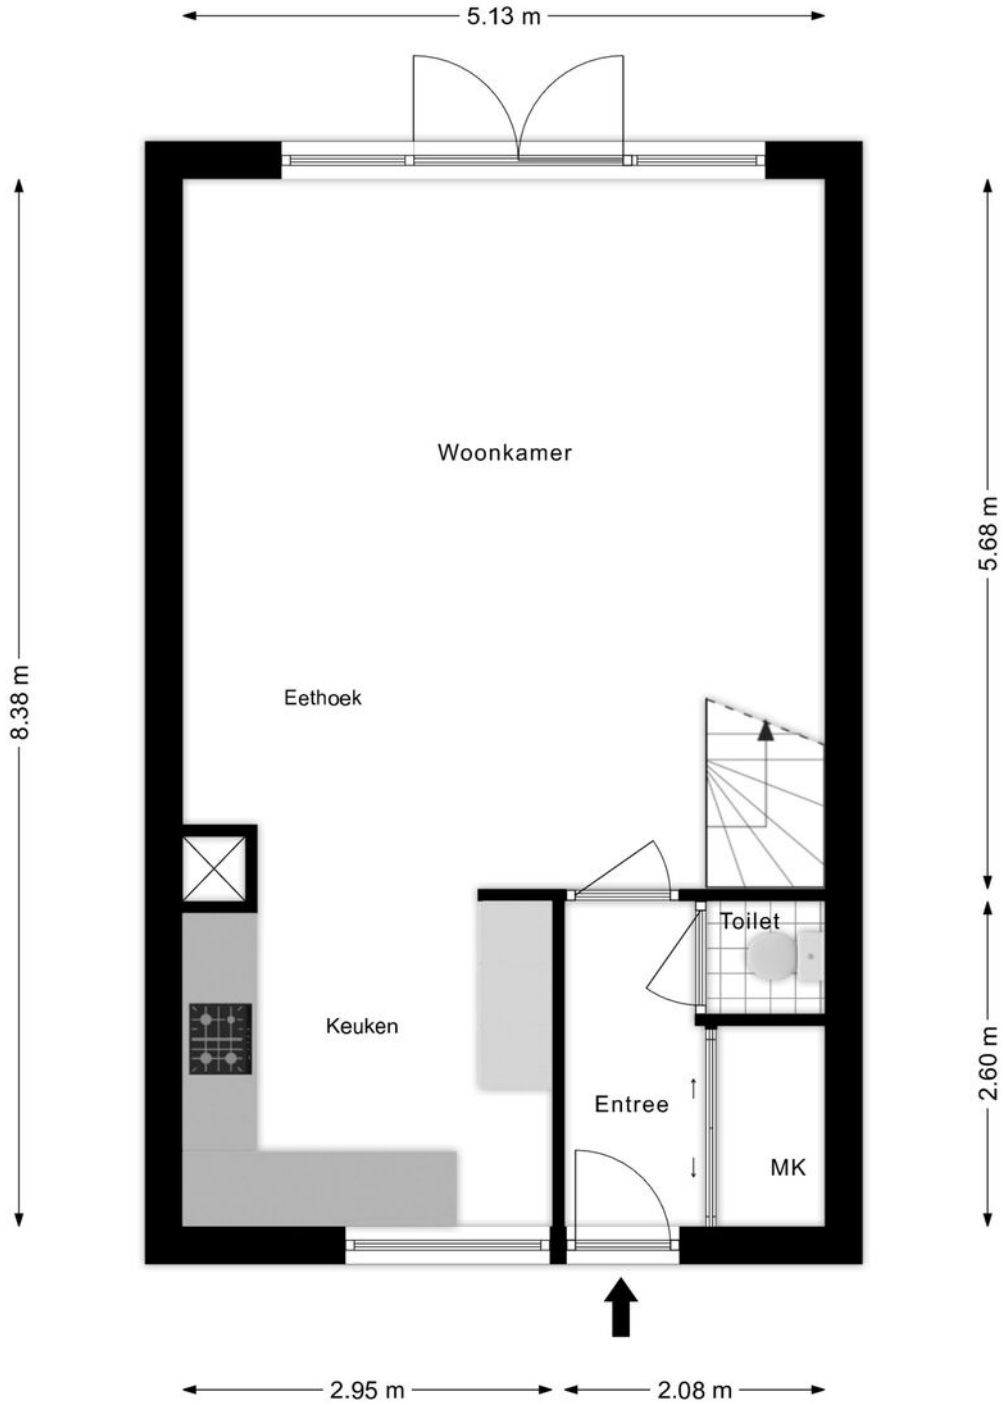 5.13 m
Woonkamer
5.68 m
8.38 m
Eethoek
Toilet
Keuken
2.60 m
Entree
MK
2.95 m
2.08 m